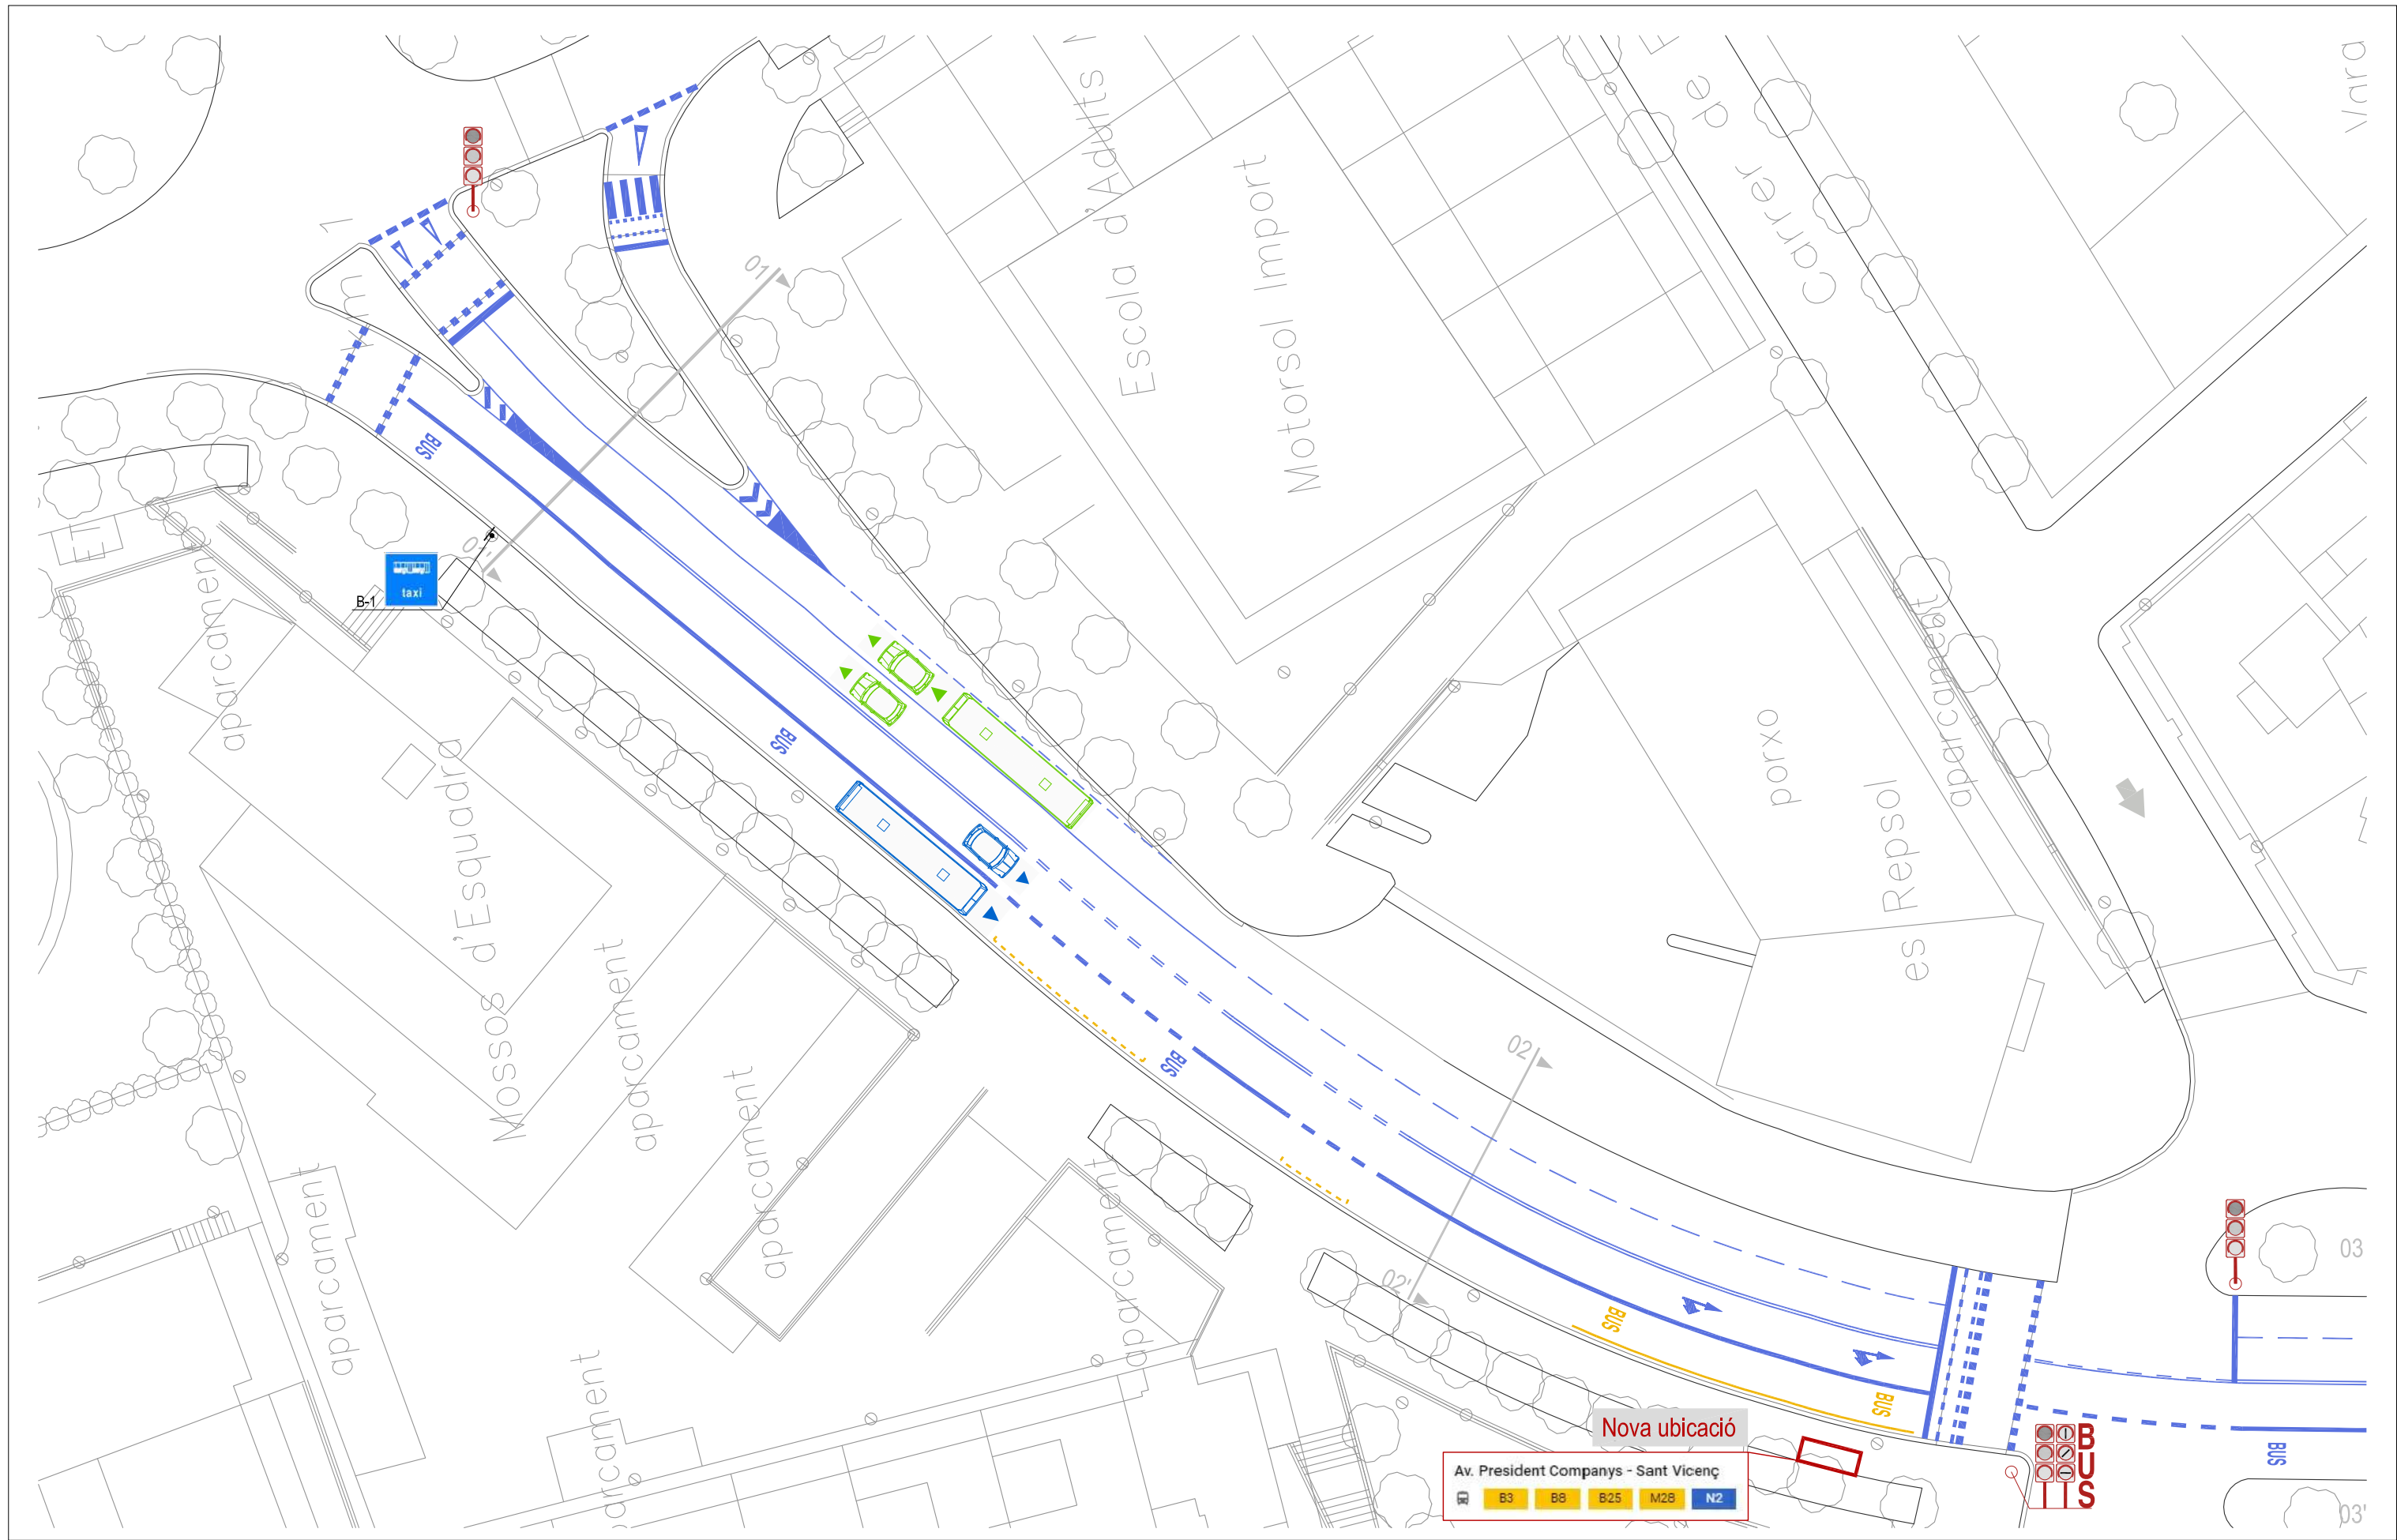 Escola d'Adults
Motorsol Import
Carrer de
01
01'
BUS
taxi
B-1
aparcament
Mossos d'Esquadra
aparcament
aparcament
aparcament
aparcament
aparcament
BUS
BUS
porxo
aparcament
es Repsol
02
02'
BUS
BUS
03
03'
BUS
BUS
Nova ubicació
Av. President Companys - Sant Vicenç
B3 B8 B25 M28 N2